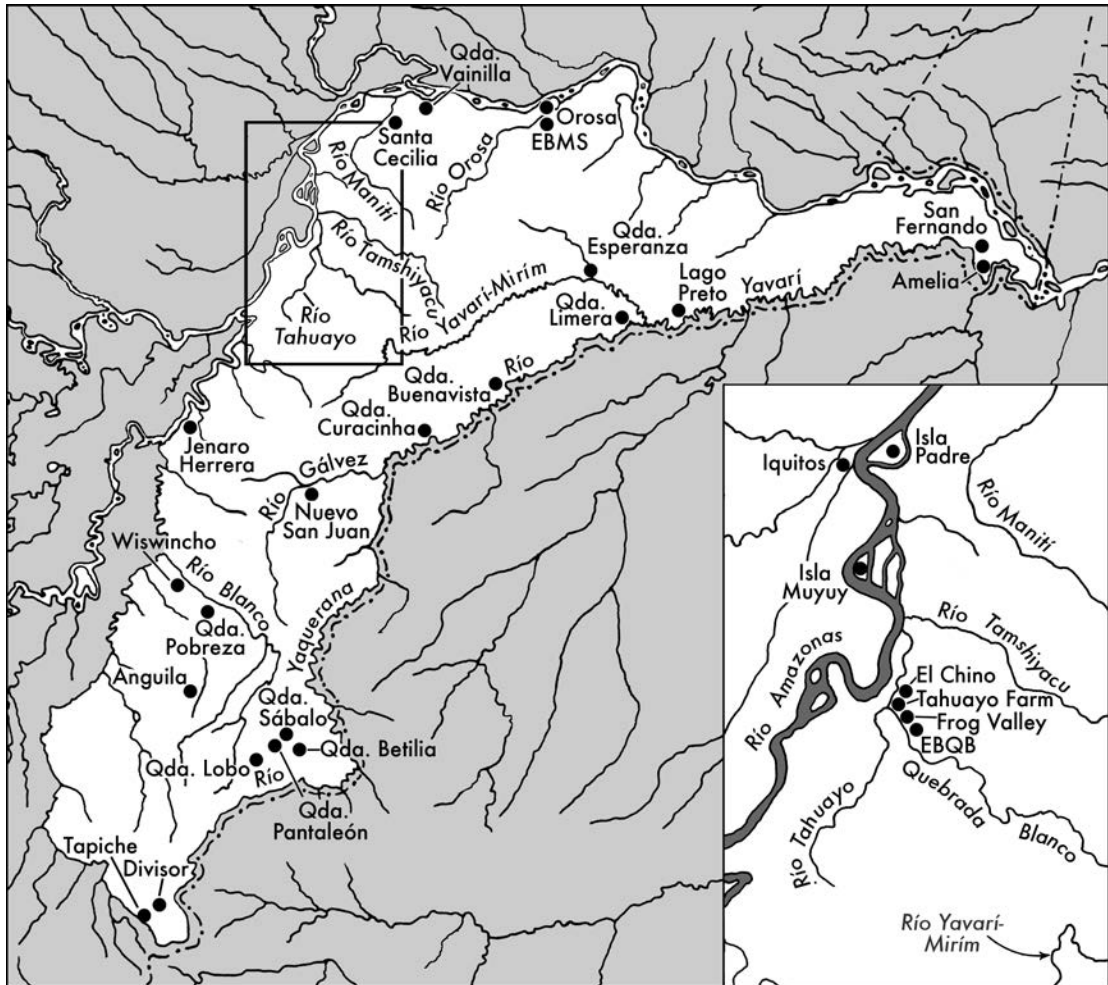 Qda.
Vainilla
Santa
Cecilia
Orosa
EBMS
Río Manití
Río Orosa
Río Tamshiyacu
Río
Tahuayo
Qda.
Esperanza
San
Fernando
Amelia
Río Yavarí-Mirím
Lago
Preto
Yavarí
Qda.
Limera
Qda.
Buenavista
Río
Qda.
Curacinha
Jenaro
Herrera
Río Gálvez
Nuevo
San Juan
Wiswincho
Río Blanco
Qda.
Pobreza
Yaquerana
Anguila
Qda.
Sábalo
Qda. Betilia
Qda. Lobo
Río
Qda.
Pantaleón
Tapiche
Divisor
Isla
Padre
Iquitos
Río Manití
Isla
Muyuy
Río Tamshiyacu
Río Amazonas
El Chino
Tahuayo Farm
Frog Valley
EBQB
Quebrada Blanco
Río Tahuayo
Río Yavarí-
Mirím